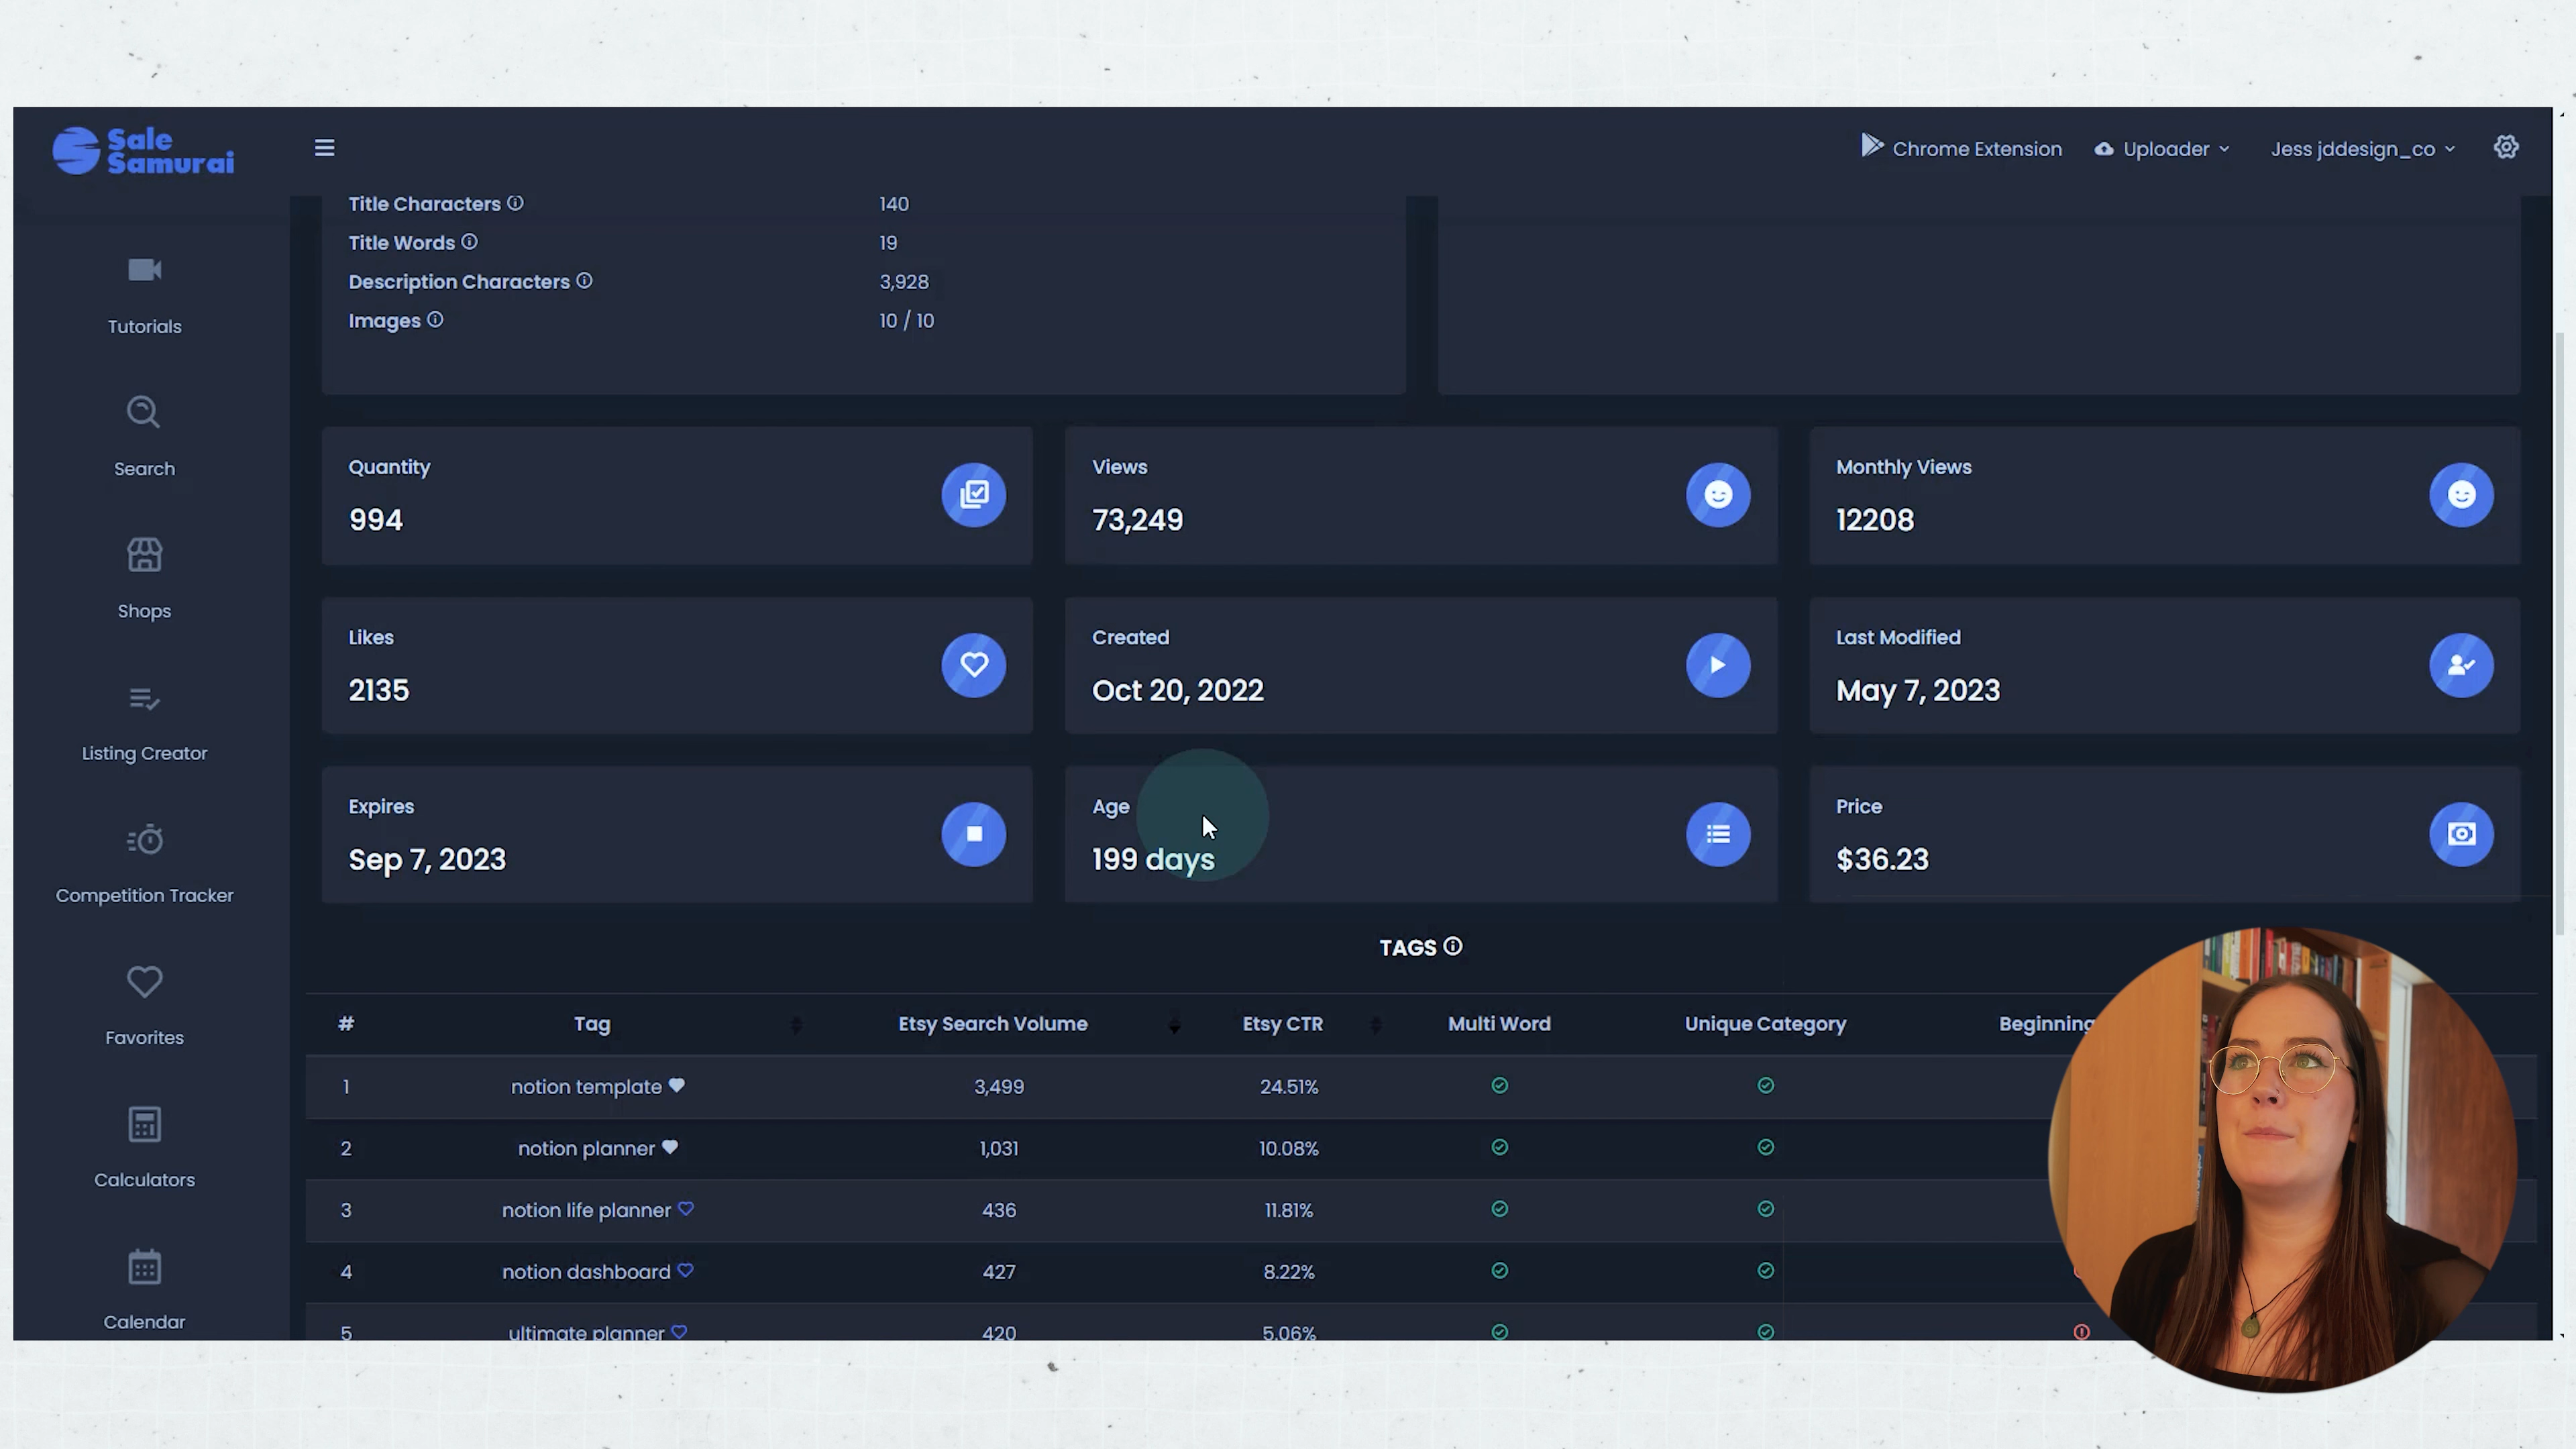 Sale
Samurai
Chrome Extension
Uploader
Jess jddesign_co
Tutorials
Search
Shops
Listing Creator
Competition Tracker
Favorites
Calculators
Calendar
Title Characters 140
Title Words 19
Description Characters 3,928
Images 10 / 10
Quantity
994
Views
73,249
Monthly Views
12208
Likes
2135
Created
Oct 20, 2022
Last Modified
May 7, 2023
Expires
Sep 7, 2023
Age
199 days
Price
$36.23
TAGS
# Tag Etsy Search Volume Etsy CTR Multi Word Unique Category Beginning
1 notion template 3,499 24.51%
2 notion planner 1,031 10.08%
3 notion life planner 436 11.81%
4 notion dashboard 427 8.22%
5 ultimate planner 420 5.06%